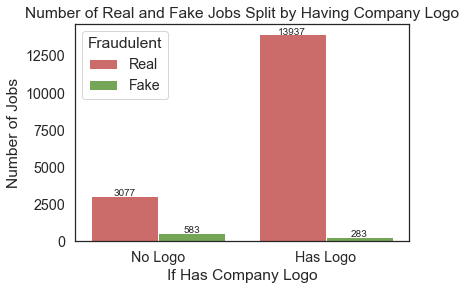 Number of Real and Fake Jobs Split by Having Company Logo
Fraudulent
Real
Fake
Number of Jobs
12500
10000
7500
5000
2500
0
3077
583
13937
283
No Logo
Has Logo
If Has Company Logo